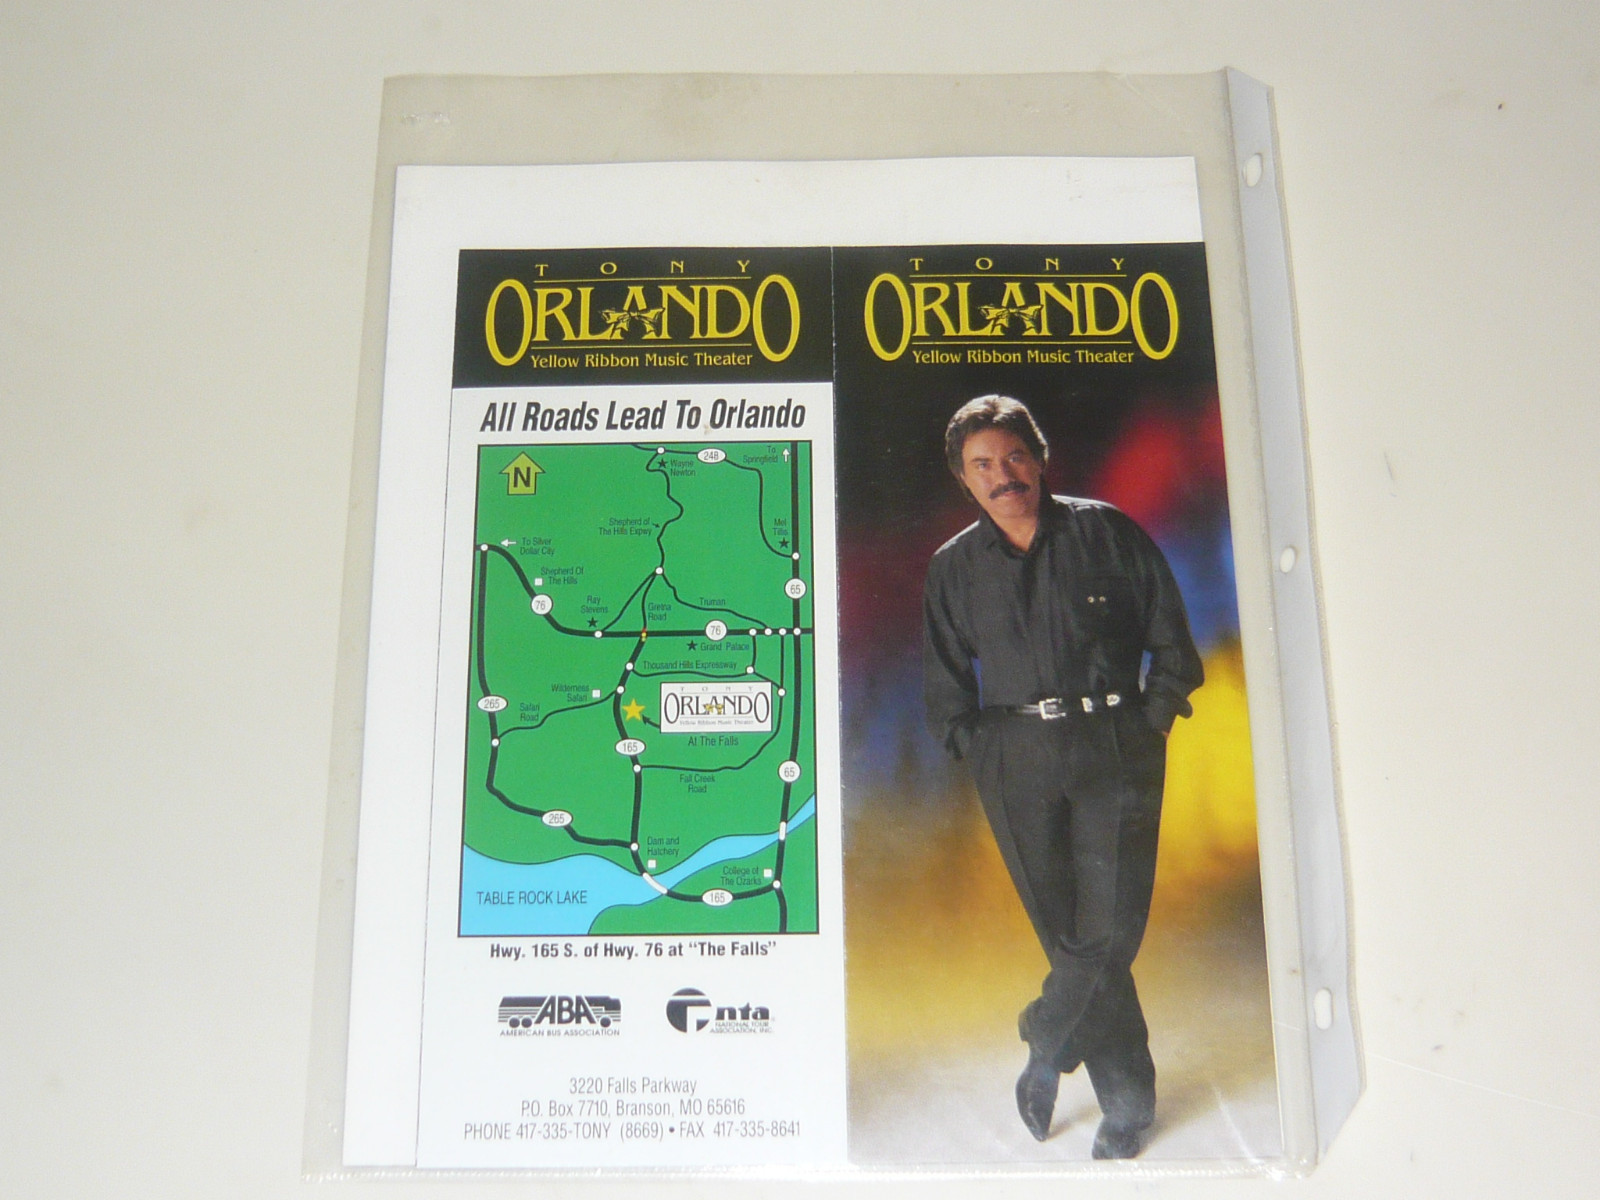 TONY
ORLANDO
Yellow Ribbon Music Theater
All Roads Lead To Orlando
N
248
To
Springfield
Wayne
Newton
Shepherd of
The Hills Expwy
Mel
Tillis
To Silver
Dollar City
Shepherd Of
The Hills
65
76
Ray
Stevens
Gretna
Road
Truman
76
Grand Palace
Thousand Hills Expressway
Wilderness
Safari
TONY
ORLANDO
Yellow Ribbon Music Theater
265
Safari
Road
At The Falls
165
Fall Creek
Road
65
265
Dam and
Hatchery
College of
The Ozarks
TABLE ROCK LAKE
165
Hwy. 165 S. of Hwy. 76 at "The Falls"
ABA
AMERICAN BUS ASSOCIATION
nta
NATIONAL TOUR
ASSOCIATION, INC.
3220 Falls Parkway
P.O. Box 7710, Branson, MO 65616
PHONE 417-335-TONY (8669) • FAX 417-335-8641
TONY
ORLANDO
Yellow Ribbon Music Theater